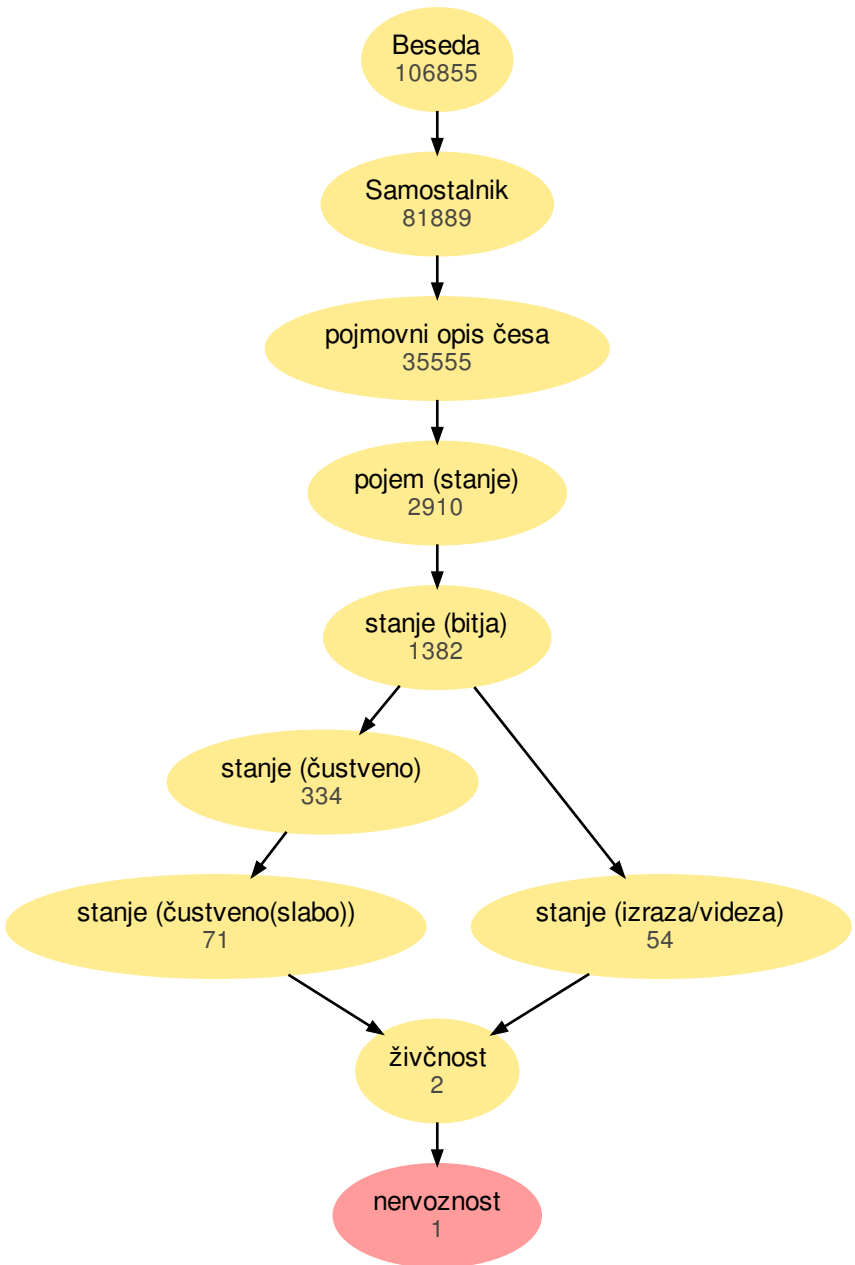 Beseda
106855
Samostalnik
81889
pojmovni opis česa
35555
pojem (stanje)
2910
stanje (bitja)
1382
stanje (čustveno)
334
stanje (čustveno(slabo))
71
stanje (izraza/videza)
54
živčnost
2
nervoznost
1